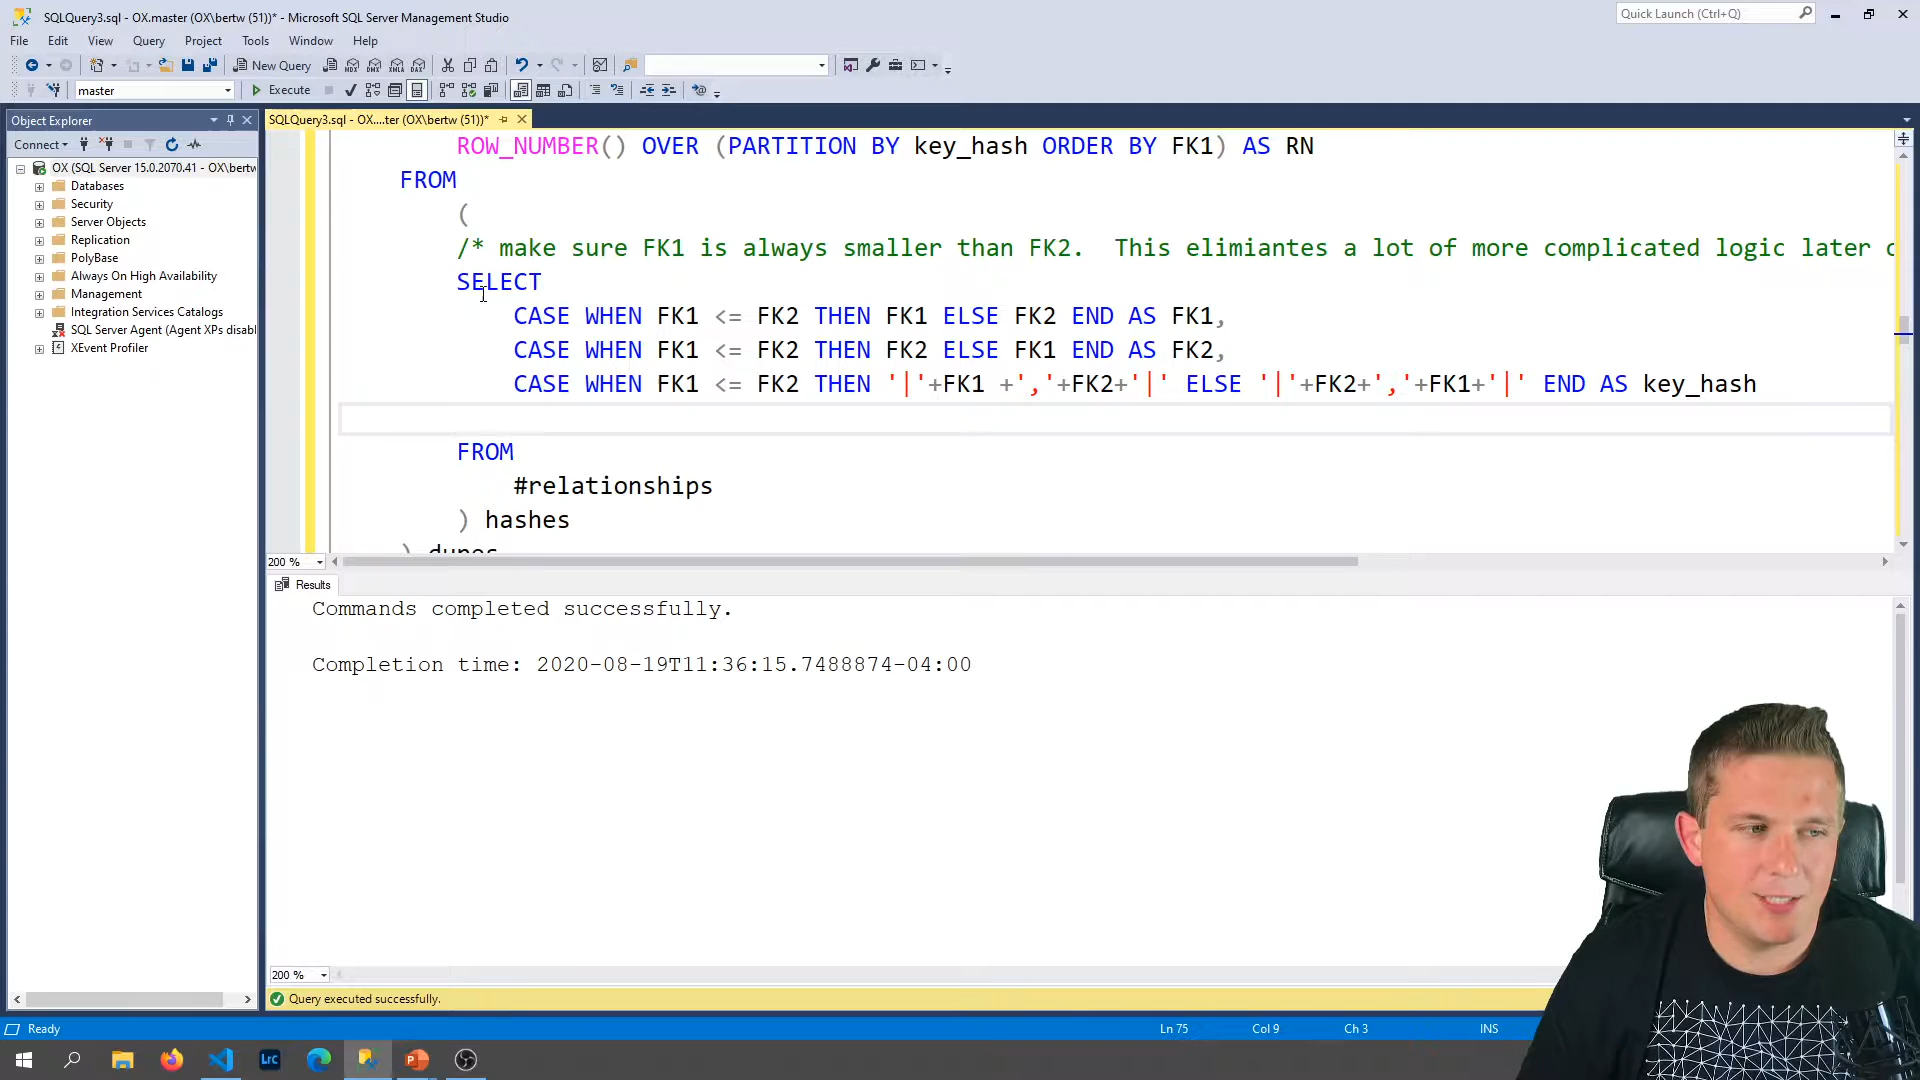 SQLQuery3.sql - OX.master (OX\bertw (51))* - Microsoft SQL Server Management Studio
Quick Launch (Ctrl+Q)
File Edit View Query Project Tools Window Help
New Query
master
Execute
Object Explorer
SQLQuery3.sql - OX....ter (OX\bertw (51))*
Connect
OX (SQL Server 15.0.2070.41 - OX\bertw
Databases
Security
Server Objects
Replication
PolyBase
Always On High Availability
Management
Integration Services Catalogs
SQL Server Agent (Agent XPs disabl
XEvent Profiler
ROW_NUMBER() OVER (PARTITION BY key_hash ORDER BY FK1) AS RN
FROM
(
/* make sure FK1 is always smaller than FK2.  This elimiantes a lot of more complicated logic later
SELECT
CASE WHEN FK1 <= FK2 THEN FK1 ELSE FK2 END AS FK1,
CASE WHEN FK1 <= FK2 THEN FK2 ELSE FK1 END AS FK2,
CASE WHEN FK1 <= FK2 THEN '|'+FK1 +','+FK2+'|' ELSE '|'+FK2+','+FK1+'|' END AS key_hash
FROM
#relationships
) hashes
) dupes
200 %
Results
Commands completed successfully.
Completion time: 2020-08-19T11:36:15.7488874-04:00
200 %
Query executed successfully.
Ready
Ln 75 Col 9 Ch 3 INS
LrC